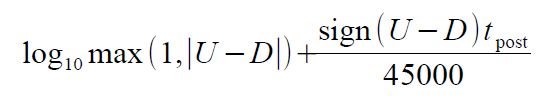 log₁₀ max(1,|U−D|)+ sign(U−D)t_post / 45000